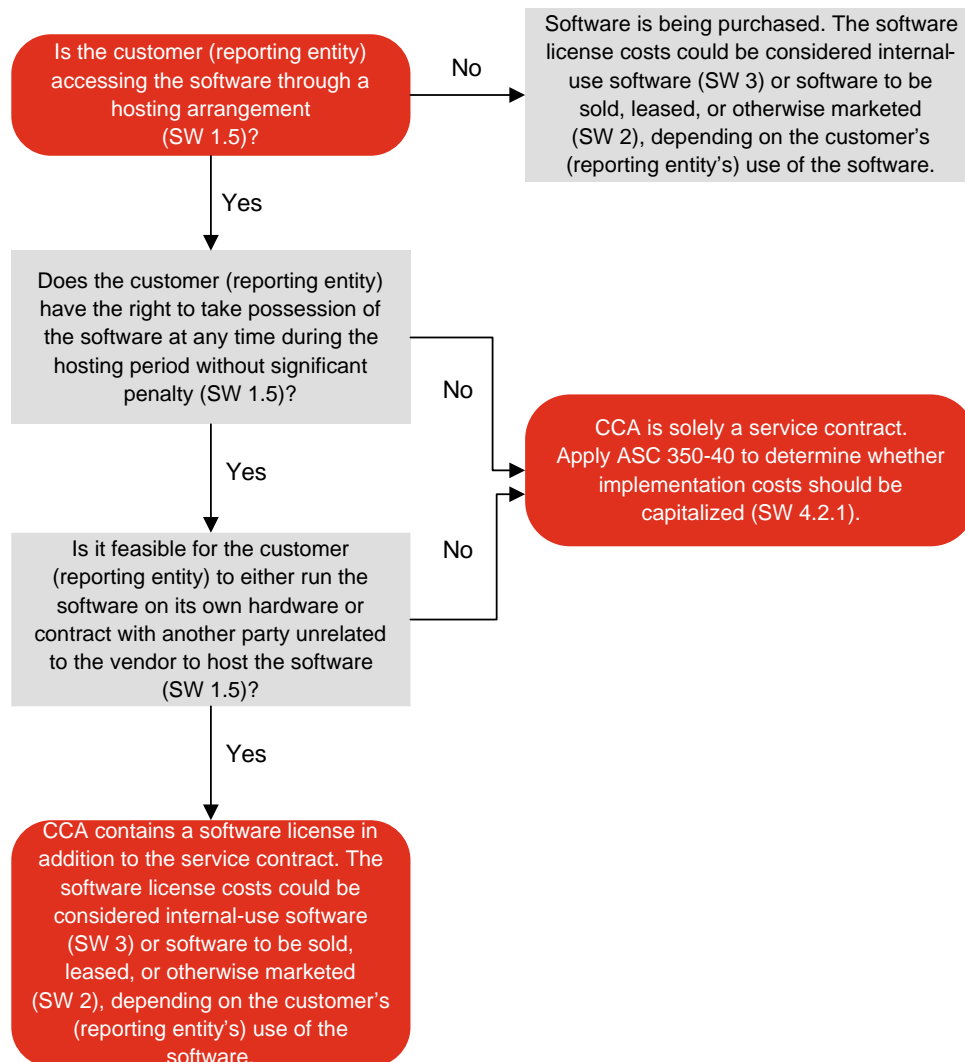 Is the customer (reporting entity)
accessing the software through a
hosting arrangement
(SW 1.5)?
No
Software is being purchased. The software
license costs could be considered internal-
use software (SW 3) or software to be
sold, leased, or otherwise marketed
(SW 2), depending on the customer’s
(reporting entity’s) use of the software.
Yes
Does the customer (reporting entity)
have the right to take possession of
the software at any time during the
hosting period without significant
penalty (SW 1.5)?
No
CCA is solely a service contract.
Apply ASC 350-40 to determine whether
implementation costs should be
capitalized (SW 4.2.1).
Yes
Is it feasible for the customer
(reporting entity) to either run the
software on its own hardware or
contract with another party unrelated
to the vendor to host the software
(SW 1.5)?
No
Yes
CCA contains a software license in
addition to the service contract. The
software license costs could be
considered internal-use software
(SW 3) or software to be sold,
leased, or otherwise marketed
(SW 2), depending on the customer’s
(reporting entity’s) use of the
software.